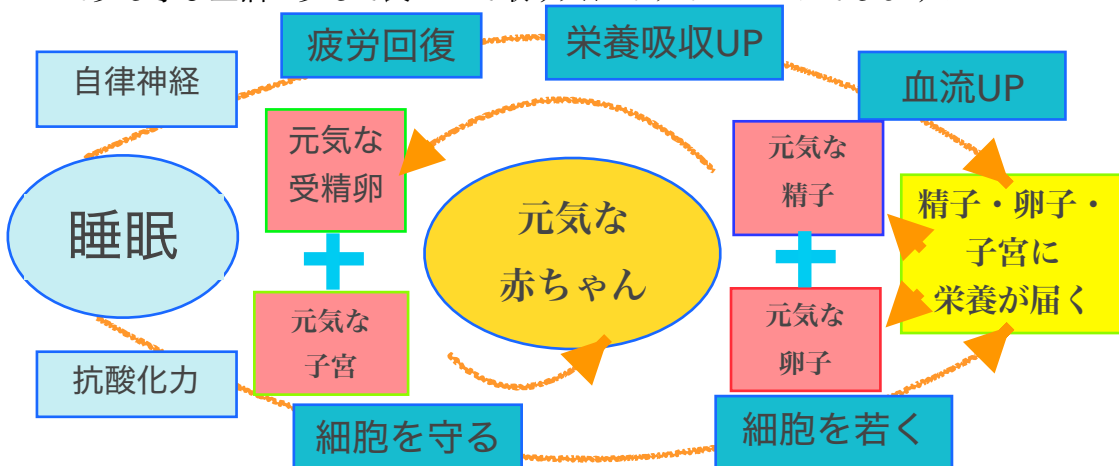 疲労回復
栄養吸収UP
血流UP
自律神経
元気な
受精卵
元気な
精子
睡眠
元気な
赤ちゃん
精子・卵子・
子宮に
栄養が届く
元気な
子宮
元気な
卵子
抗酸化力
細胞を守る
細胞を若く